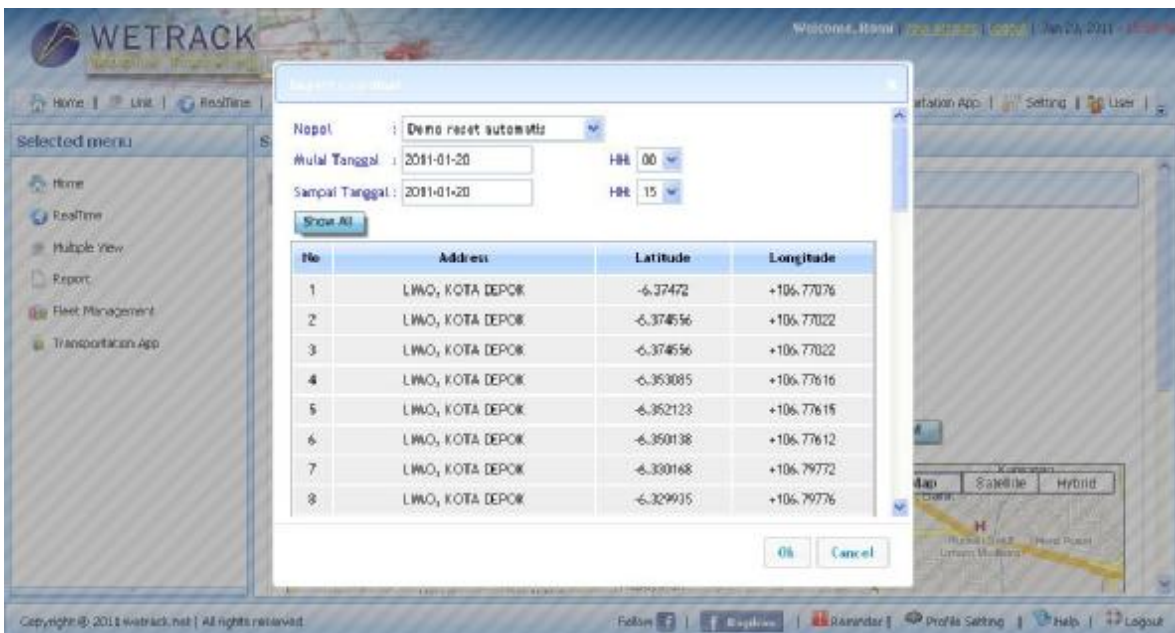 WETRACK
Welcome, Romi |
Home | Unit | RealTime |
Setting | User |
Selected menu
Home
RealTime
Multiple View
Report
Fleet Management
Transportation App
Nopol : Demo reset automatis
Mulai Tanggal : 2011-01-20 HH: 00
Sampai Tanggal : 2011-01-20 HH: 15
Show All
No Address Latitude Longitude
1 LIMO, KOTA DEPOK -6.37472 +106.77076
2 LIMO, KOTA DEPOK -6.374556 +106.77022
3 LIMO, KOTA DEPOK -6.374556 +106.77022
4 LIMO, KOTA DEPOK -6.353085 +106.77616
5 LIMO, KOTA DEPOK -6.352123 +106.77615
6 LIMO, KOTA DEPOK -6.350138 +106.77612
7 LIMO, KOTA DEPOK -6.330168 +106.79772
8 LIMO, KOTA DEPOK -6.329935 +106.79776
Ok Cancel
Map Satellite Hybrid
Copyright @ 2011 wetrack.net | All rights reserved
Follow | | Reminder | Profile Setting | Help | Logout